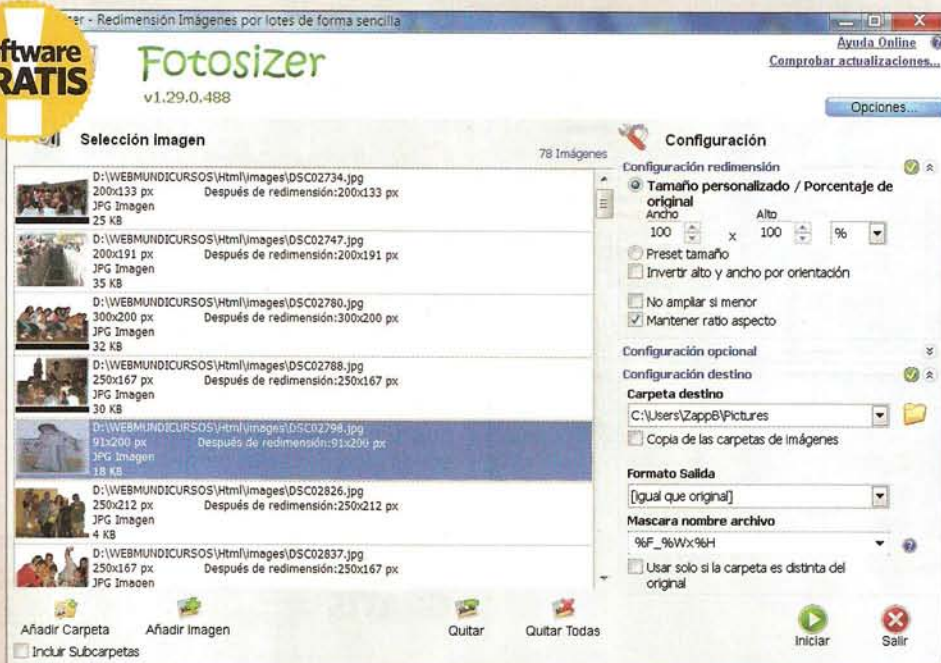 er - Redimensión Imágenes por lotes de forma sencilla
ftware
RATIS
Fotosizer
v1.29.0.488
Ayuda Online
Comprobar actualizaciones...
Opciones...
Selección imagen
78 Imágenes
D:\WEBMUNDICURSOS\Html\images\DSC02734.jpg
200x133 px Después de redimensión:200x133 px
JPG Imagen
25 KB
D:\WEBMUNDICURSOS\Html\images\DSC02747.jpg
200x191 px Después de redimensión:200x191 px
JPG Imagen
35 KB
D:\WEBMUNDICURSOS\Html\images\DSC02780.jpg
300x200 px Después de redimensión:300x200 px
JPG Imagen
32 KB
D:\WEBMUNDICURSOS\Html\images\DSC02788.jpg
250x167 px Después de redimensión:250x167 px
JPG Imagen
30 KB
D:\WEBMUNDICURSOS\Html\images\DSC02798.jpg
91x200 px Después de redimensión:91x200 px
JPG Imagen
18 KB
D:\WEBMUNDICURSOS\Html\images\DSC02826.jpg
250x212 px Después de redimensión:250x212 px
JPG Imagen
4 KB
D:\WEBMUNDICURSOS\Html\images\DSC02837.jpg
250x167 px Después de redimensión:250x167 px
JPG Imagen
Añadir Carpeta
Añadir Imagen
Quitar
Quitar Todas
Incluir Subcarpetas
Configuración
Configuración redimensión
Tamaño personalizado / Porcentaje de
original
Ancho Alto
100 x 100 %
Preset tamaño
Invertir alto y ancho por orientación
No ampliar si menor
Mantener ratio aspecto
Configuración opcional
Configuración destino
Carpeta destino
C:\Users\ZappB\Pictures
Copia de las carpetas de imágenes
Formato Salida
[igual que original]
Mascara nombre archivo
%F_%Wx%H
Usar solo si la carpeta es distinta del
original
Iniciar
Salir